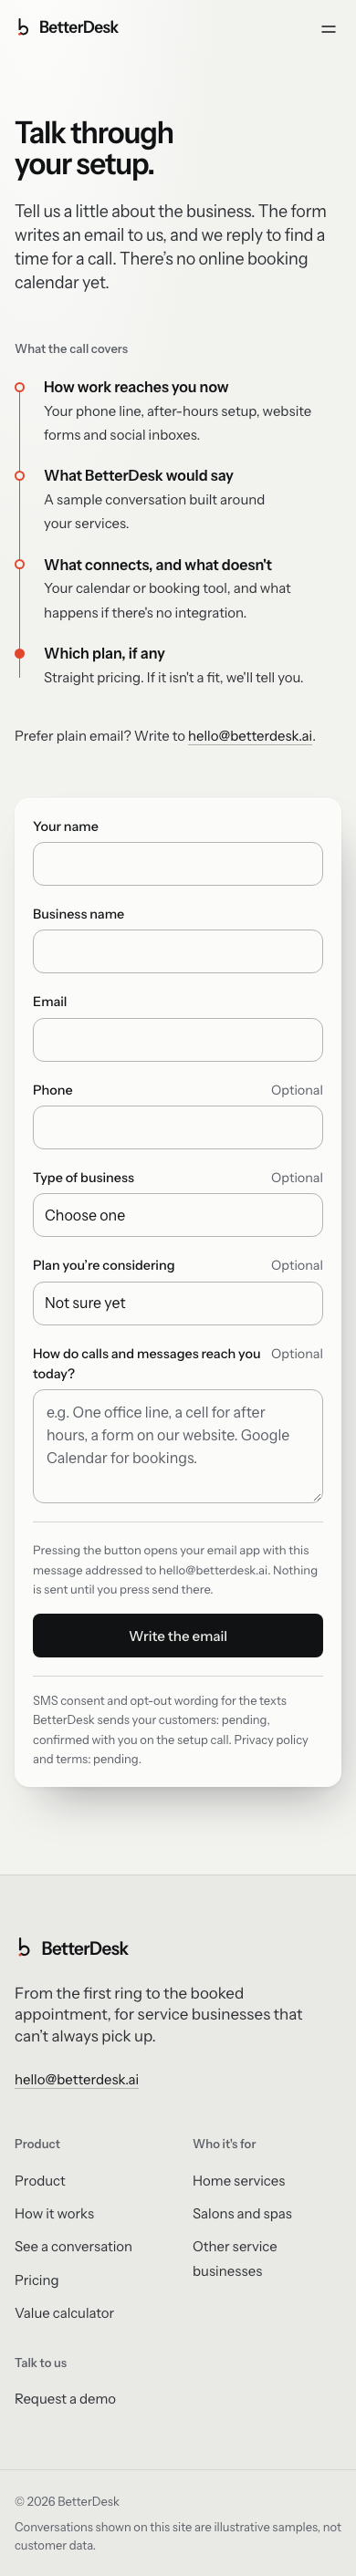 BetterDesk
Talk through
your setup.
Tell us a little about the business. The form
writes an email to us, and we reply to find a
time for a call. There’s no online booking
calendar yet.
What the call covers
How work reaches you now
Your phone line, after-hours setup, website
forms and social inboxes.
What BetterDesk would say
A sample conversation built around
your services.
What connects, and what doesn't
Your calendar or booking tool, and what
happens if there's no integration.
Which plan, if any
Straight pricing. If it isn't a fit, we'll tell you.
Prefer plain email? Write to hello@betterdesk.ai.
Your name
Business name
Email
Phone Optional
Type of business Optional
Choose one
Plan you’re considering Optional
Not sure yet
How do calls and messages reach you Optional
today?
e.g. One office line, a cell for after
hours, a form on our website. Google
Calendar for bookings.
Pressing the button opens your email app with this
message addressed to hello@betterdesk.ai. Nothing
is sent until you press send there.
Write the email
SMS consent and opt-out wording for the texts
BetterDesk sends your customers: pending,
confirmed with you on the setup call. Privacy policy
and terms: pending.
BetterDesk
From the first ring to the booked
appointment, for service businesses that
can’t always pick up.
hello@betterdesk.ai
Product
Product
How it works
See a conversation
Pricing
Value calculator
Who it's for
Home services
Salons and spas
Other service
businesses
Talk to us
Request a demo
© 2026 BetterDesk
Conversations shown on this site are illustrative samples, not
customer data.